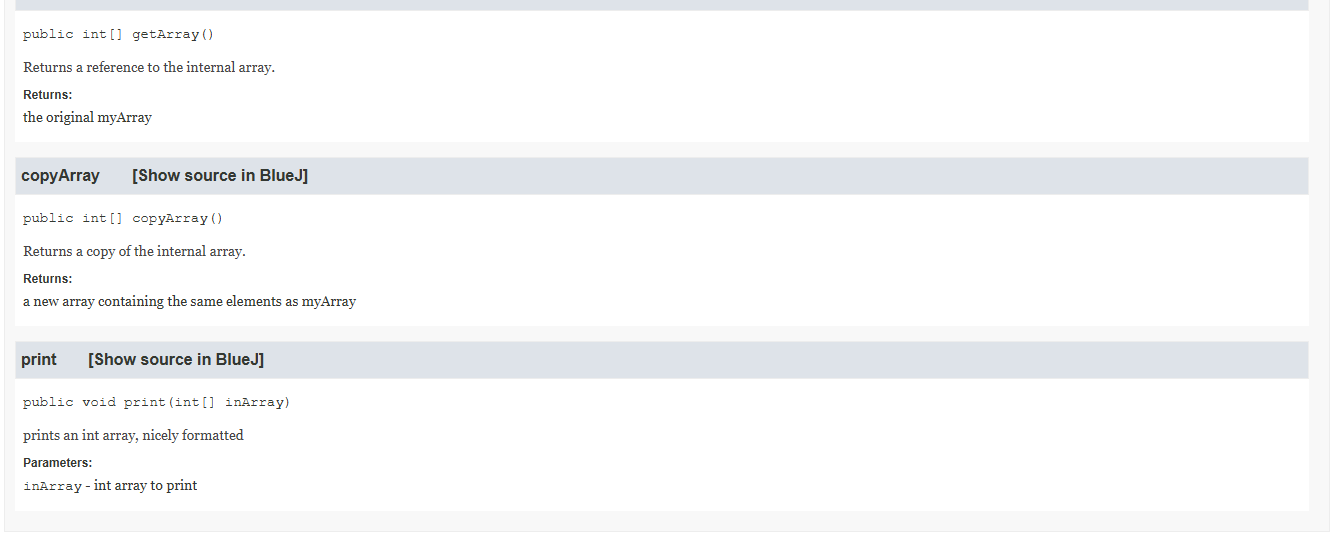 public int[] getArray()
Returns a reference to the internal array.
Returns:
the original myArray
copyArray [Show source in BlueJ]
public int[] copyArray()
Returns a copy of the internal array.
Returns:
a new array containing the same elements as myArray
print [Show source in BlueJ]
public void print(int[] inArray)
prints an int array, nicely formatted
Parameters:
inArray - int array to print